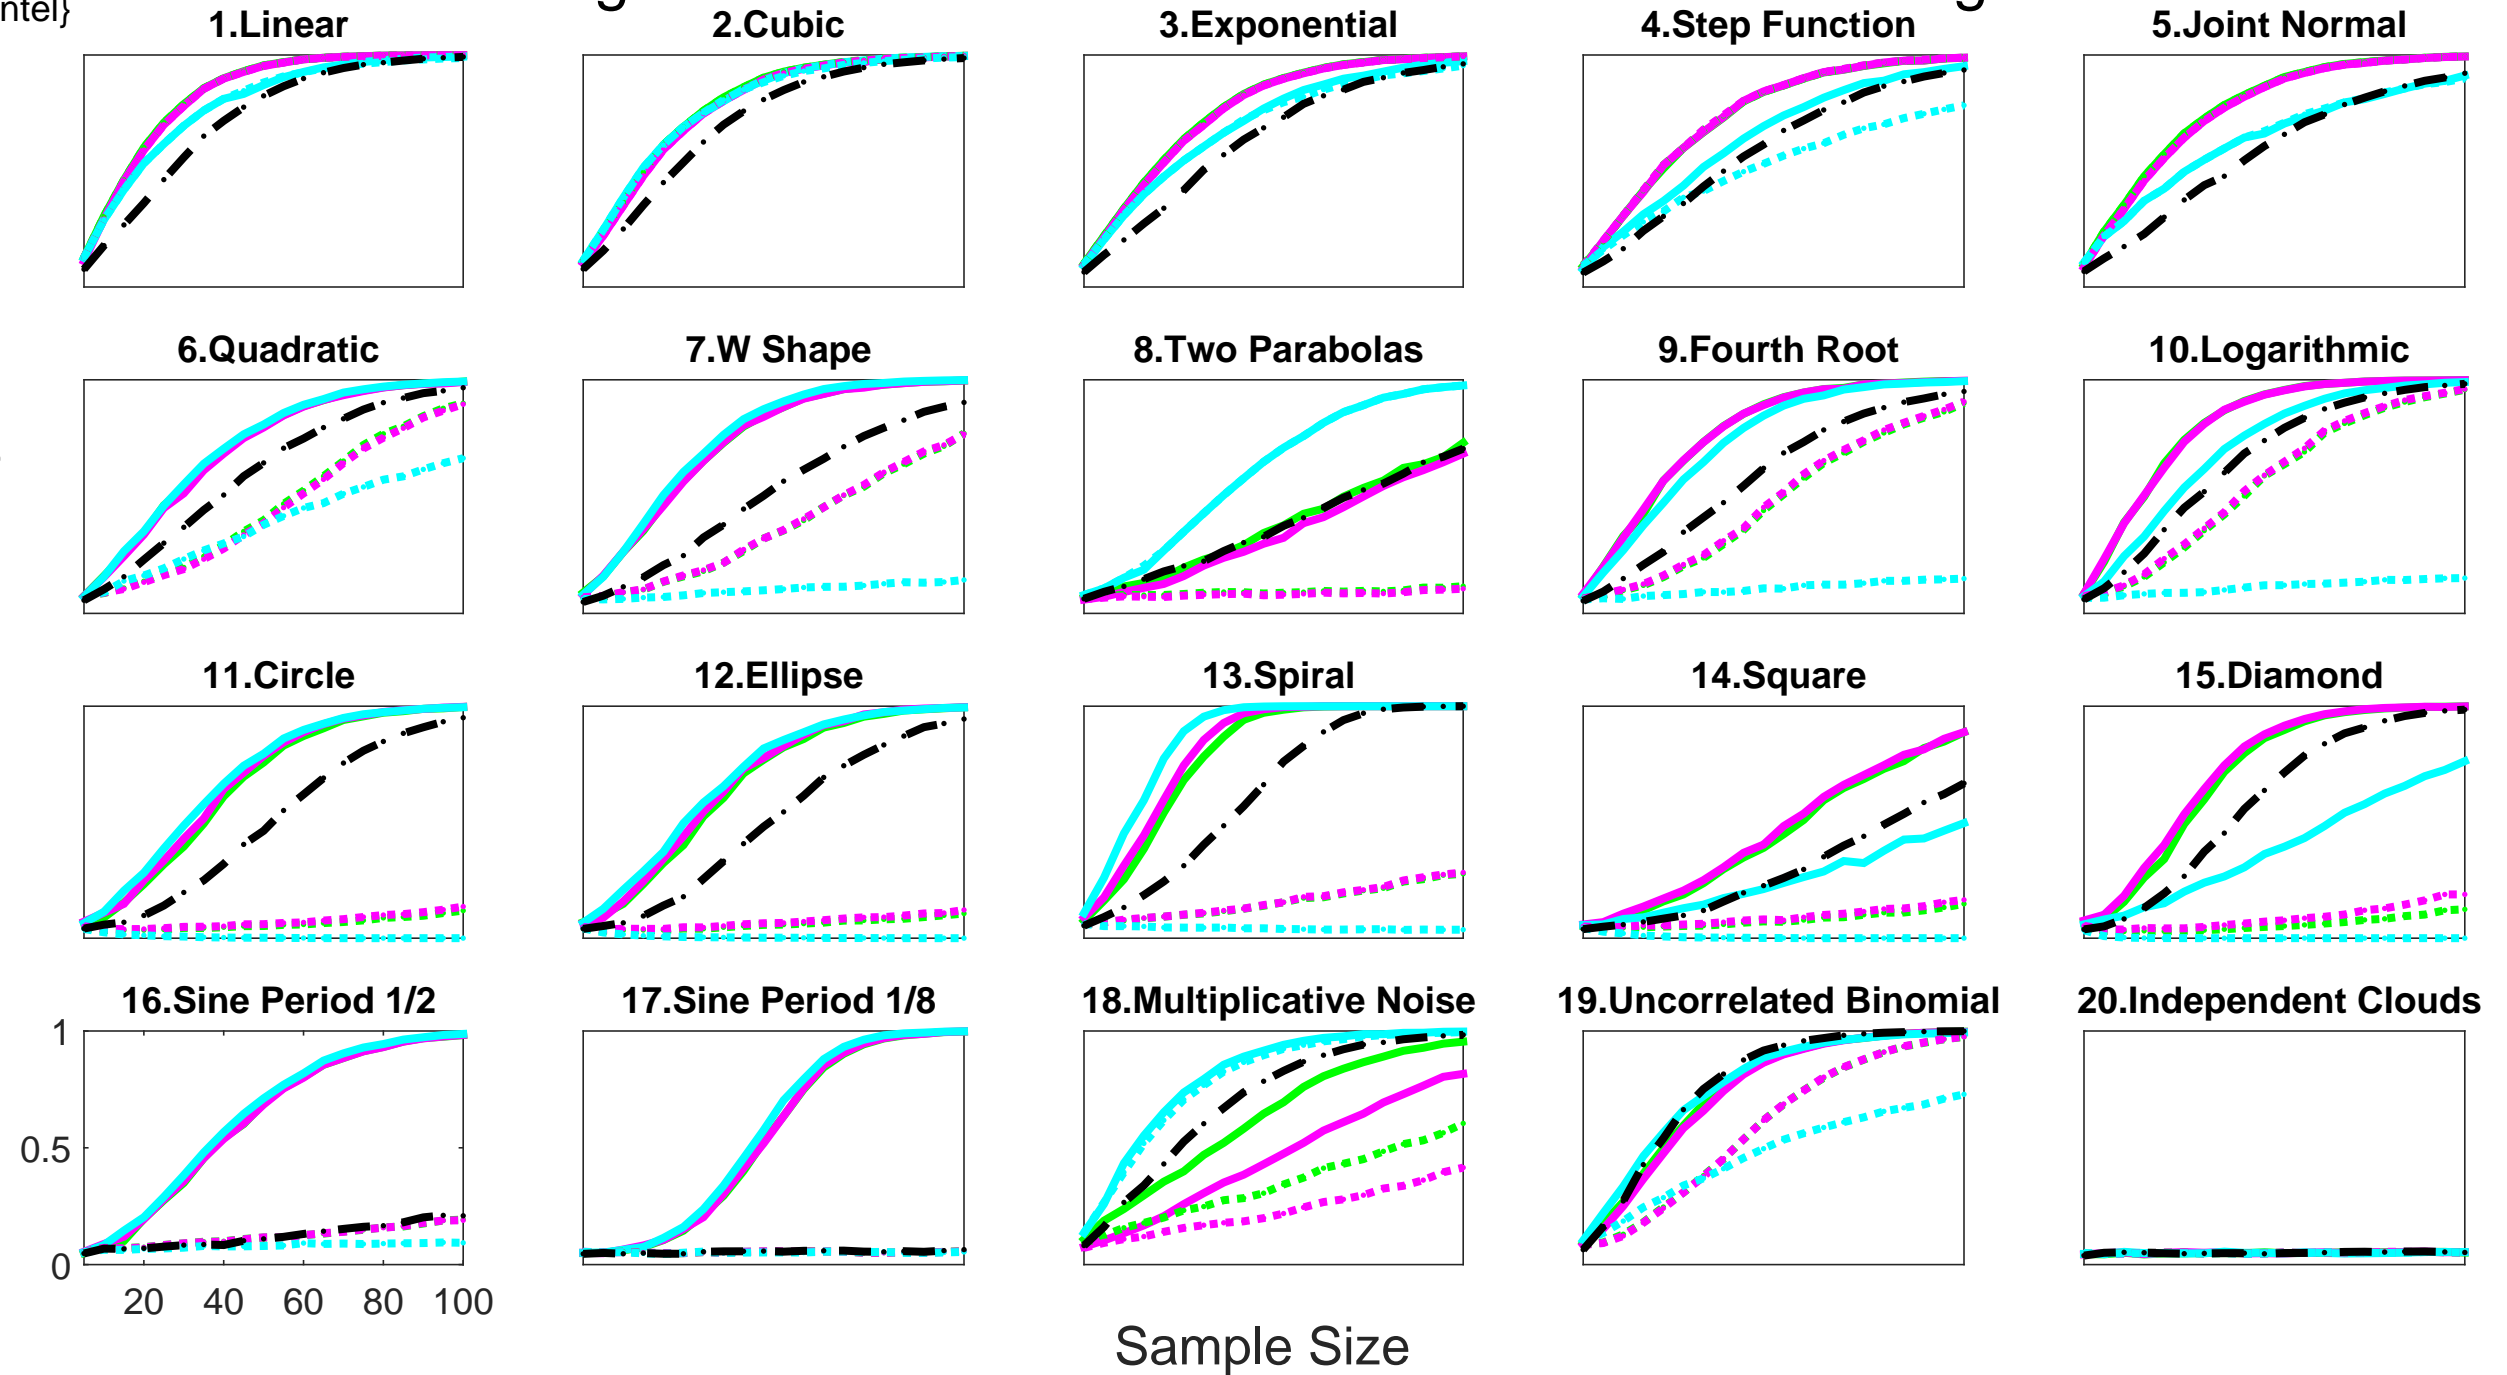 1.Linear
2.Cubic
3.Exponential
4.Step Function
5.Joint Normal
6.Quadratic
7.W Shape
8.Two Parabolas
9.Fourth Root
10.Logarithmic
11.Circle
12.Ellipse
13.Spiral
14.Square
15.Diamond
16.Sine Period 1/2
17.Sine Period 1/8
18.Multiplicative Noise
19.Uncorrelated Binomial
20.Independent Clouds
1
0.5
0
20 40 60 80 100
Sample Size